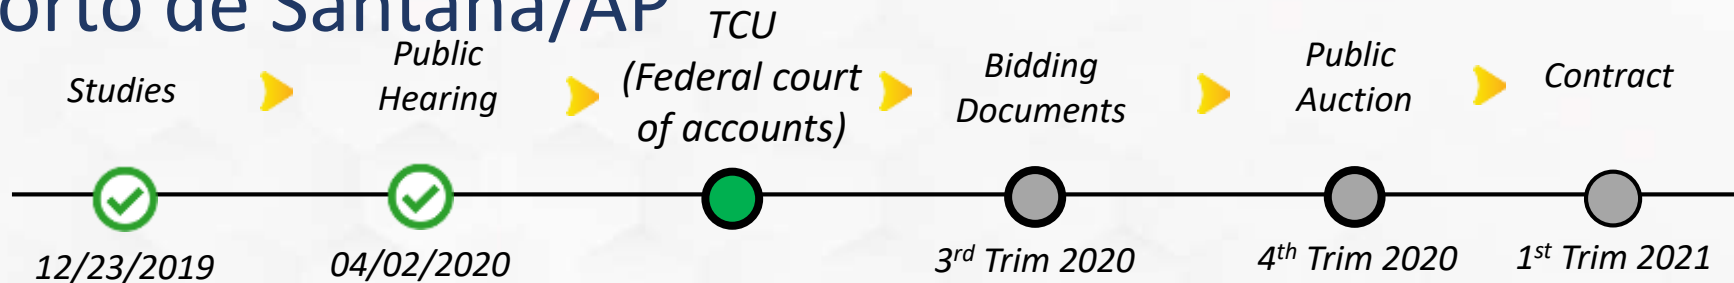 orto de Santana/AP
Studies
Public
Hearing
TCU
(Federal court
of accounts)
Bidding
Documents
Public
Auction
Contract
12/23/2019
04/02/2020
3rd Trim 2020
4th Trim 2020
1st Trim 2021